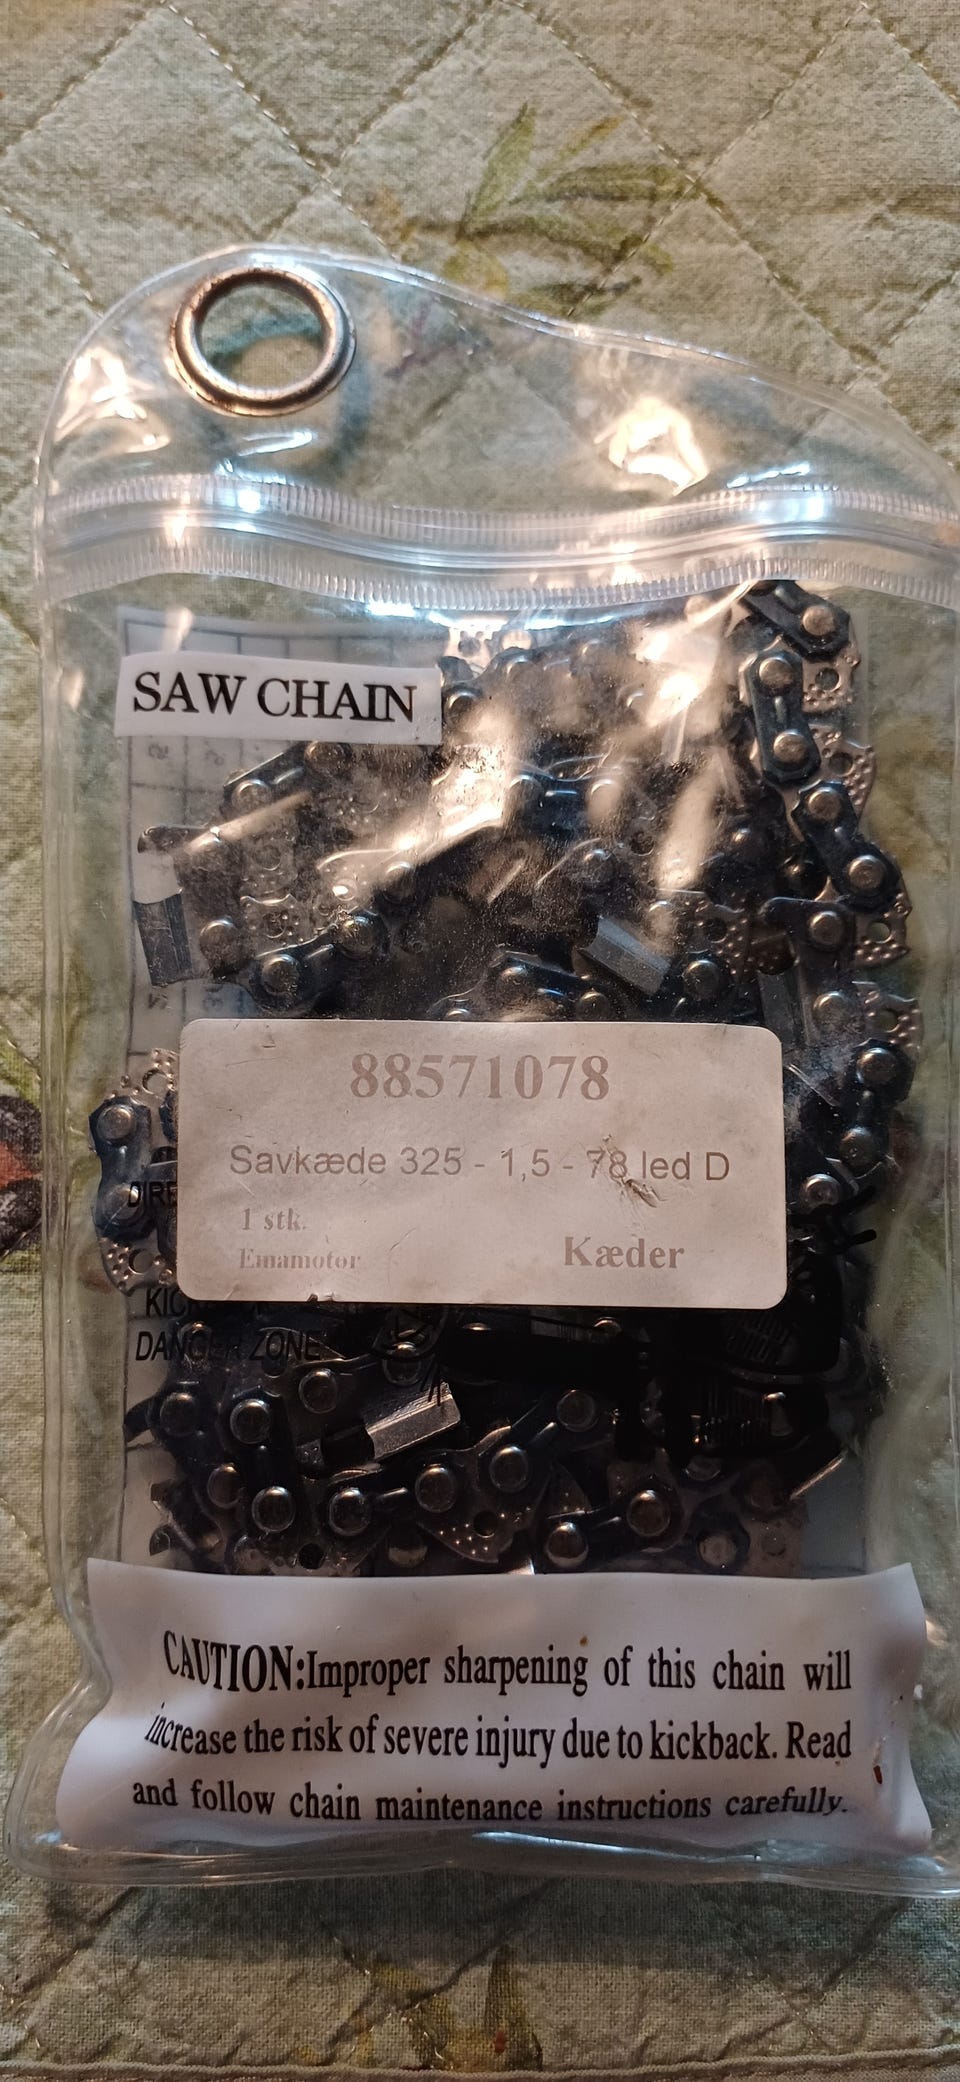 SAW CHAIN
88571078
Savkæde 325 - 1,5 - 78 led D
1 stk.
Emamotor
Kæder
DANGER ZONE
CAUTION:Improper sharpening of this chain will
increase the risk of severe injury due to kickback. Read
and follow chain maintenance instructions carefully.